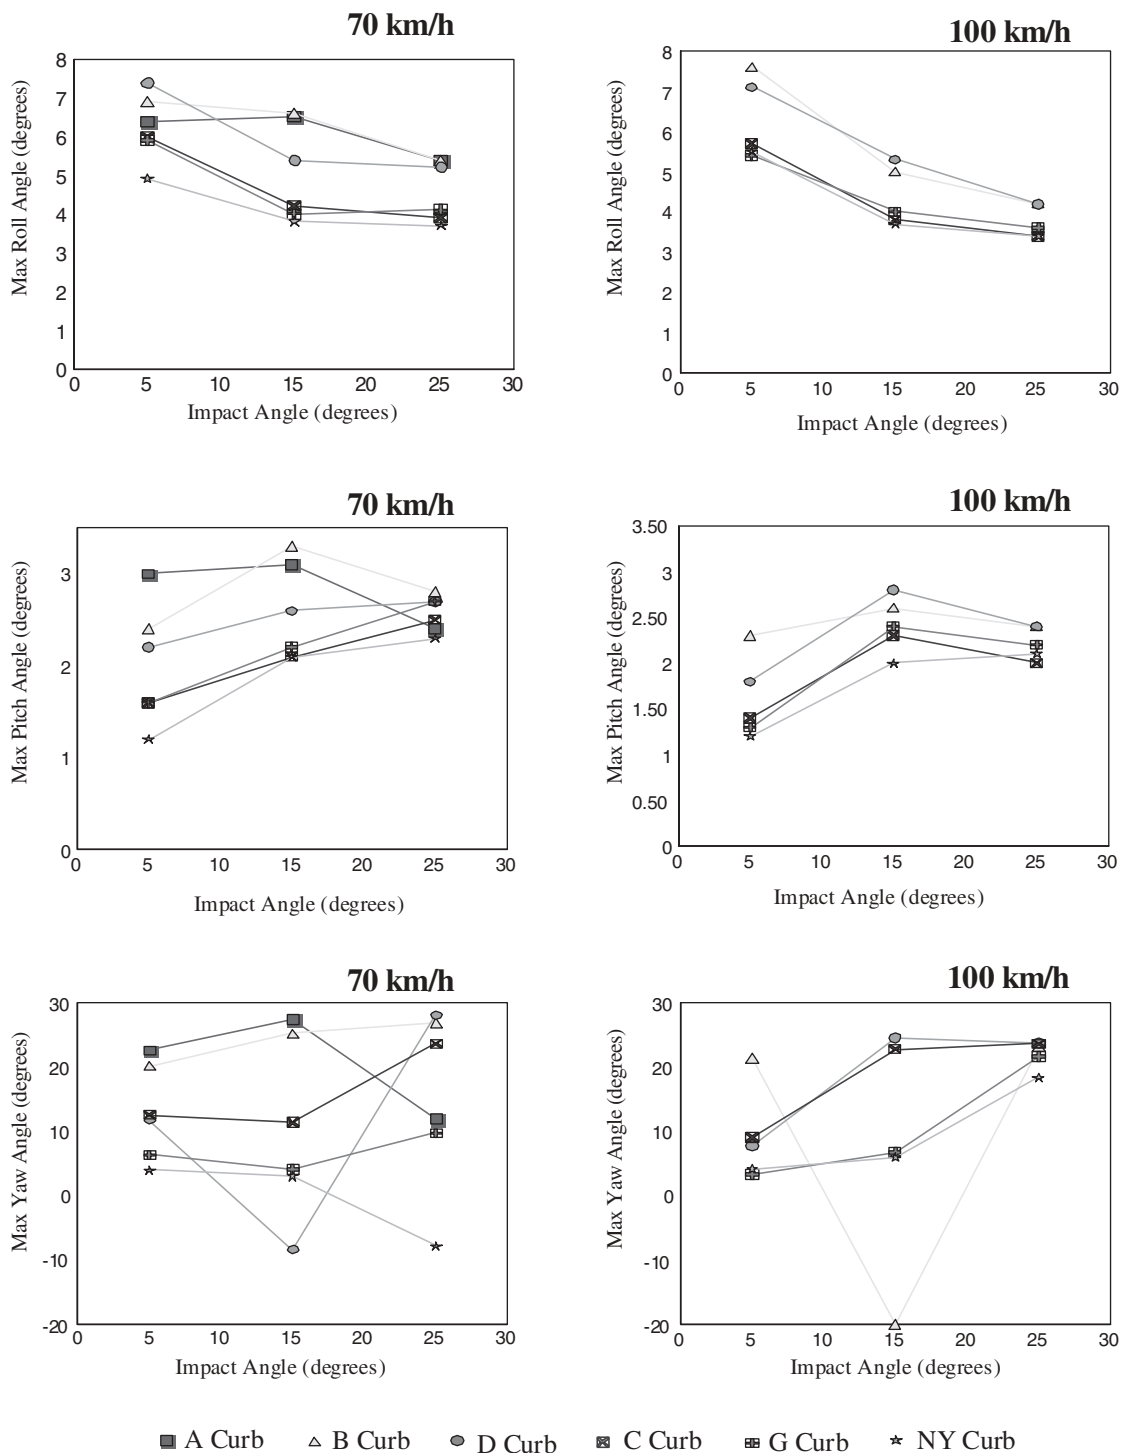 70 km/h
8
7
6
5
4
3
2
1
0
0 5 10 15 20 25 30
Max Roll Angle (degrees)
Impact Angle (degrees)
100 km/h
8
7
6
5
4
3
2
1
0
0 5 10 15 20 25 30
Max Roll Angle (degrees)
Impact Angle (degrees)
70 km/h
3
2
1
0
0 5 10 15 20 25 30
Max Pitch Angle (degrees)
Impact Angle (degrees)
100 km/h
3.50
3
2.50
2
1.50
1
0.50
0
0 5 10 15 20 25 30
Max Pitch Angle (degrees)
Impact Angle (degrees)
70 km/h
30
20
10
0
-10
-20
0 5 10 15 20 25 30
Max Yaw Angle (degrees)
Impact Angle (degrees)
100 km/h
30
20
10
0
-10
-20
0 5 10 15 20 25 30
Max Yaw Angle (degrees)
Impact Angle (degrees)
A Curb B Curb D Curb C Curb G Curb NY Curb